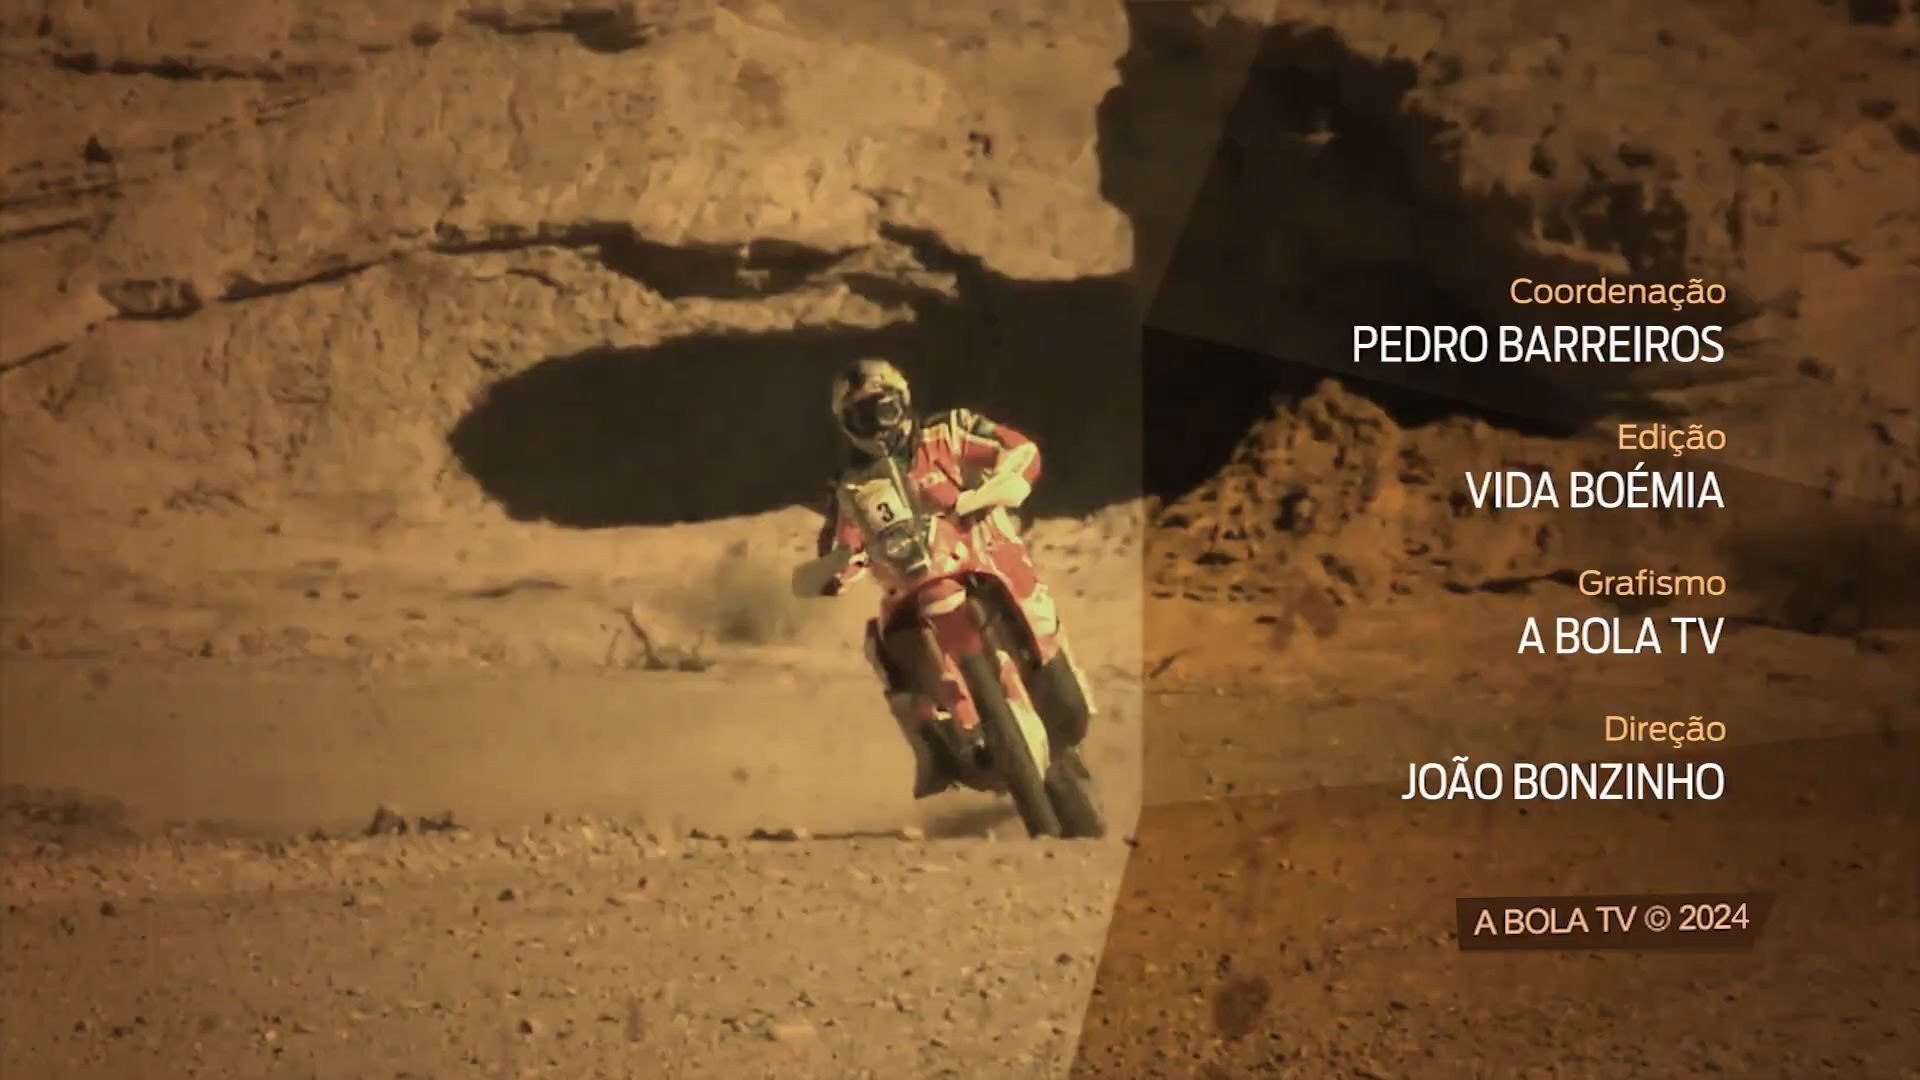 Coordenação
PEDRO BARREIROS
Edição
VIDA BOÉMIA
Grafismo
A BOLA TV
Direção
JOÃO BONZINHO
A BOLA TV © 2024
3